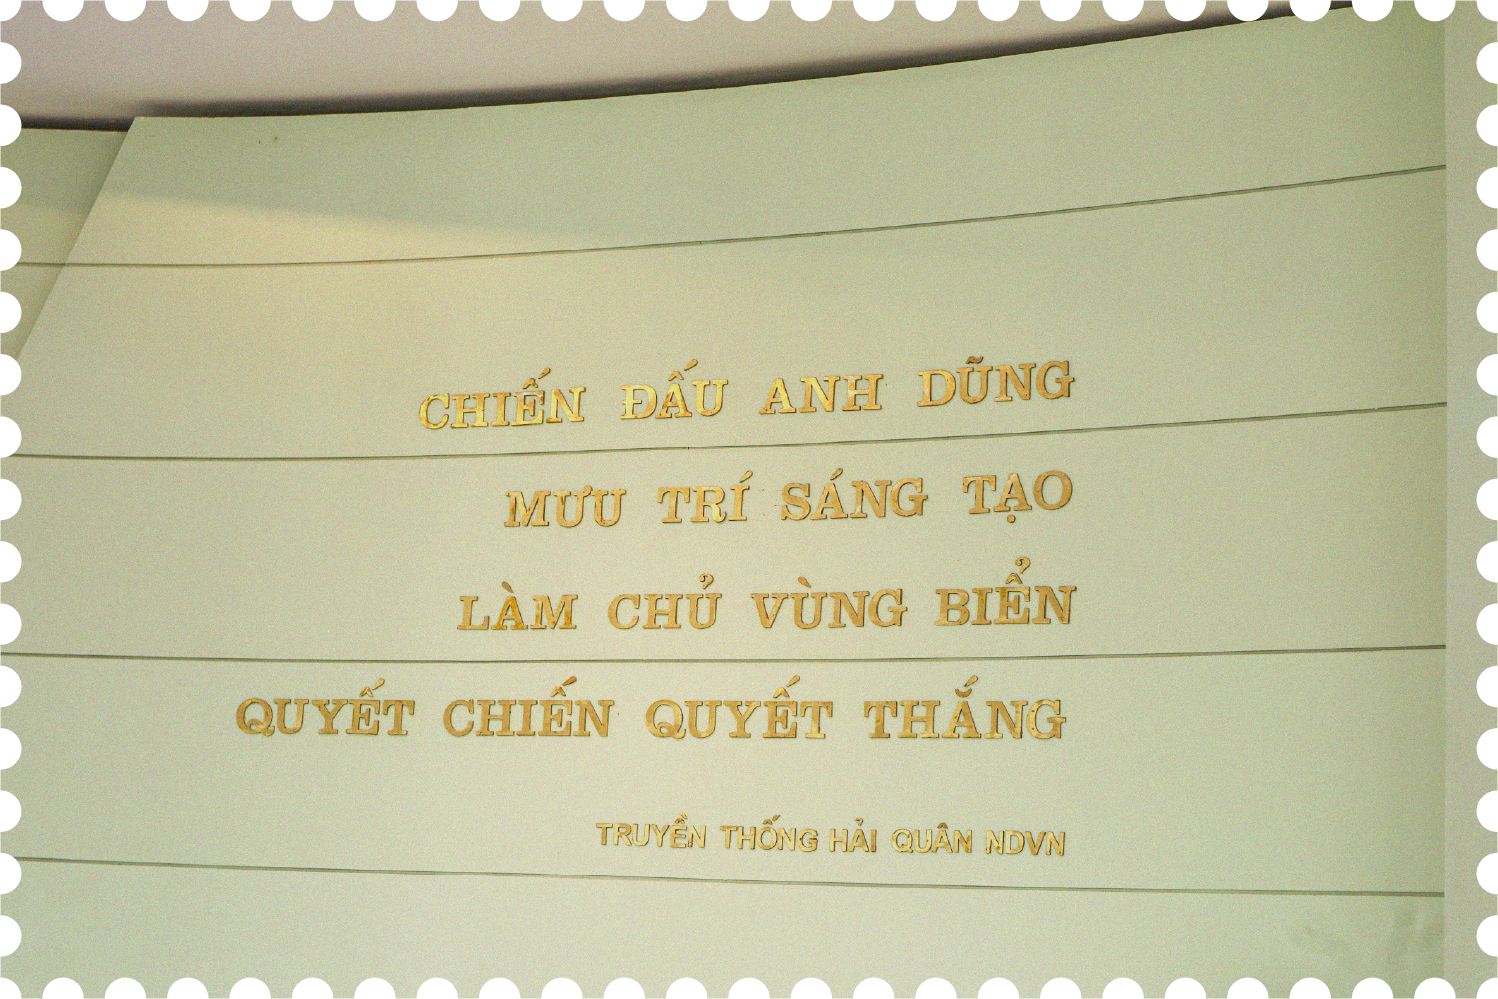 CHIẾN ĐẤU ANH DŨNG
MƯU TRÍ SÁNG TẠO
LÀM CHỦ VÙNG BIỂN
QUYẾT CHIẾN QUYẾT THẮNG
TRUYỀN THỐNG HẢI QUÂN NDVN